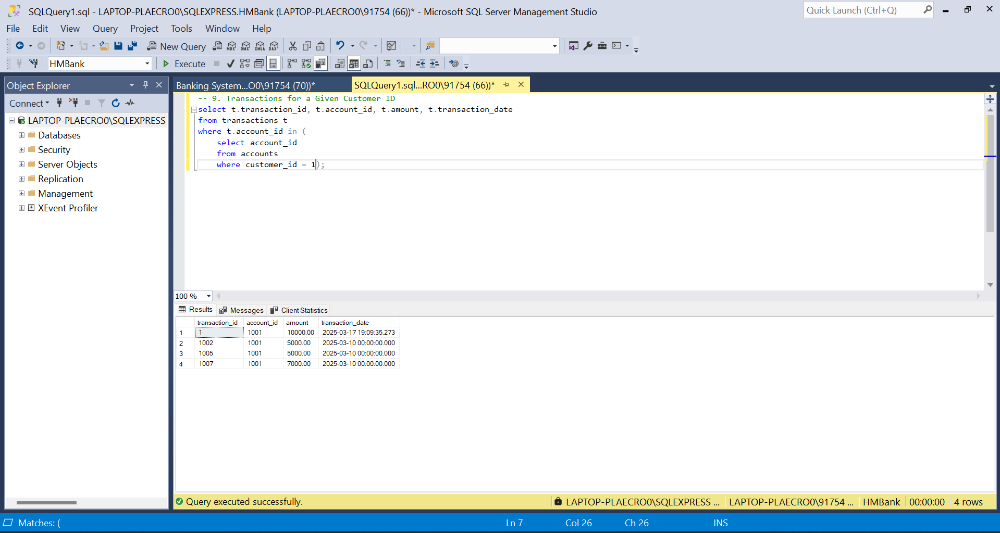 SQLQuery1.sql - LAPTOP-PLAECRO0\SQLEXPRESS.HMBank (LAPTOP-PLAECRO0\91754 (66))* - Microsoft SQL Server Management Studio
Quick Launch (Ctrl+Q)
File Edit View Query Project Tools Window Help
New Query MDX DMX XMLA DAX
HMBank Execute
Object Explorer
Banking System...O0\91754 (70))* SQLQuery1.sql...RO0\91754 (66))*
Connect
LAPTOP-PLAECRO0\SQLEXPRESS
Databases
Security
Server Objects
Replication
Management
XEvent Profiler
-- 9. Transactions for a Given Customer ID
select t.transaction_id, t.account_id, t.amount, t.transaction_date
from transactions t
where t.account_id in (
select account_id
from accounts
where customer_id = 1);
100 %
Results Messages Client Statistics
transaction_id account_id amount transaction_date
1 1 1001 10000.00 2025-03-17 19:09:35.273
2 1002 1001 5000.00 2025-03-10 00:00:00.000
3 1005 1001 5000.00 2025-03-10 00:00:00.000
4 1007 1001 7000.00 2025-03-10 00:00:00.000
Query executed successfully. LAPTOP-PLAECRO0\SQLEXPRESS ... LAPTOP-PLAECRO0\91754 ... HMBank 00:00:00 4 rows
Matches: ( Ln 7 Col 26 Ch 26 INS